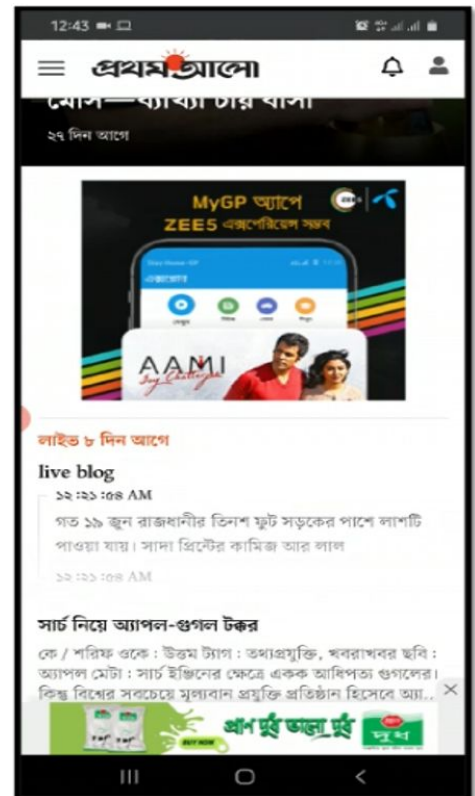 12:43
প্রথম আলো
মোস—ব্যাখ্যা চায় বাসা
২৭ দিন আগে
MyGP অ্যাপে
ZEE5 এক্সপেরিয়েন্স সম্ভব
ZEE5
AAMI
Joy Chatterjee
লাইভ ৮ দিন আগে
live blog
১২:২১:৫৪ AM
গত ১৯ জুন রাজধানীর তিনশ ফুট সড়কের পাশে লাশটি
পাওয়া যায়। সাদা প্রিন্টের কামিজ আর লাল
১২:২১:৫৪ AM
সার্চ নিয়ে অ্যাপল-গুগল টক্কর
কে / শরিফ ওকে : উত্তম ট্যাগ : তথ্যপ্রযুক্তি, খবরাখবর ছবি :
অ্যাপল মেটা : সার্চ ইঞ্জিনের ক্ষেত্রে একক আধিপত্য গুগলের।
কিন্তু বিশ্বের সবচেয়ে মূল্যবান প্রযুক্তি প্রতিষ্ঠান হিসেবে অ্যা..
BUY NOW
প্রাণ দুধ ভালো দুধ
দুধ